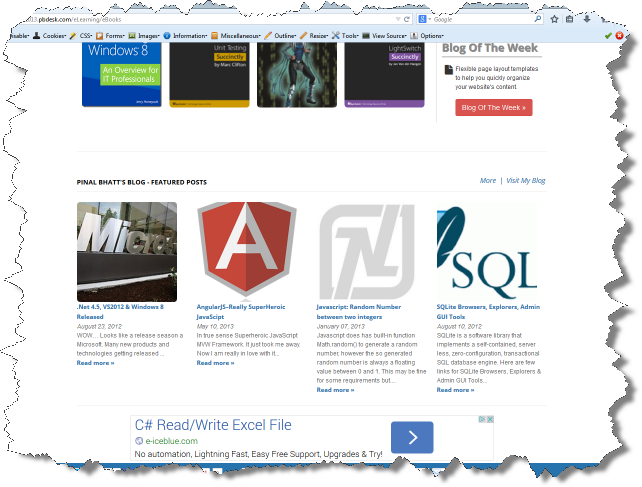 13.pbdesk.com/eLearning/eBooks
Google
isable▾ Cookies▾ CSS▾ Forms▾ Images▾ Information▾ Miscellaneous▾ Outline▾ Resize▾ Tools▾ View Source▾ Options▾
Windows 8
An Overview for
IT Professionals
Unit Testing
Succinctly
by Marc Clifton
LightSwitch
Succinctly
Blog Of The Week
Flexible page layout templates
to help you quickly organize
your website's content.
Blog Of The Week »
PINAL BHATT'S BLOG - FEATURED POSTS
More | Visit My Blog
Micros
A
SQL
.Net 4.5, VS2012 & Windows 8
Released
August 23, 2012
WOW... Looks like a release season a
Microsoft. Many new products and
technologies getting released ...
Read more »
AngularJS–Really SuperHeroic
JavaScipt
May 10, 2013
In true sense Superheroic JavaScript
MVW Framework. It just took me away.
Now I am really in love with it...
Read more »
Javascript: Random Number
between two integers
January 07, 2013
Javascript does has built-in function
Math.random() to generate a random
number, however the so generated
random number is always a floating
value between 0 and 1. This may be fine
for some requirements but...
Read more »
SQLite Browsers, Explorers, Admin
GUI Tools
August 10, 2012
SQLite is a software library that
implements a self-contained, server
less, zero-configuration, transactional
SQL database engine. Here are few
links for SQLite Browsers, Explorers &
Admin GUI Tools...
Read more »
C# Read/Write Excel File
e-iceblue.com
No automation, Lightning Fast, Easy Free Support, Upgrades & Try!